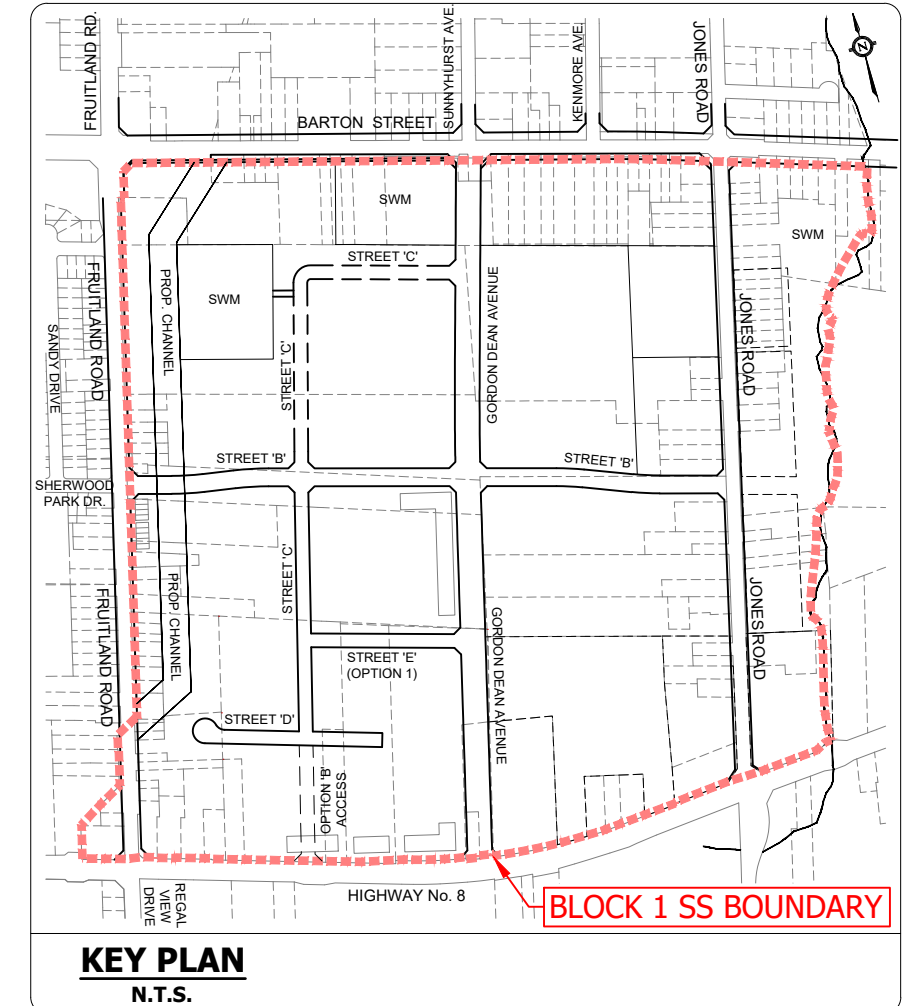 FRUITLAND RD.
SUNNYHURST AVE.
KENMORE AVE.
JONES ROAD
N
BARTON STREET
SWM
SWM
STREET 'C'
FRUITLAND ROAD
PROP. CHANNEL
SWM
GORDON DEAN AVENUE
JONES ROAD
SANDY DRIVE
STREET 'C'
STREET 'B'
STREET 'B'
SHERWOOD
PARK DR.
STREET 'C'
PROP. CHANNEL
FRUITLAND ROAD
GORDON DEAN AVENUE
JONES ROAD
STREET 'E'
(OPTION 1)
STREET 'D'
OPTION 'B'
ACCESS
REGAL
VIEW
DRIVE
HIGHWAY No. 8
BLOCK 1 SS BOUNDARY
KEY PLAN
N.T.S.